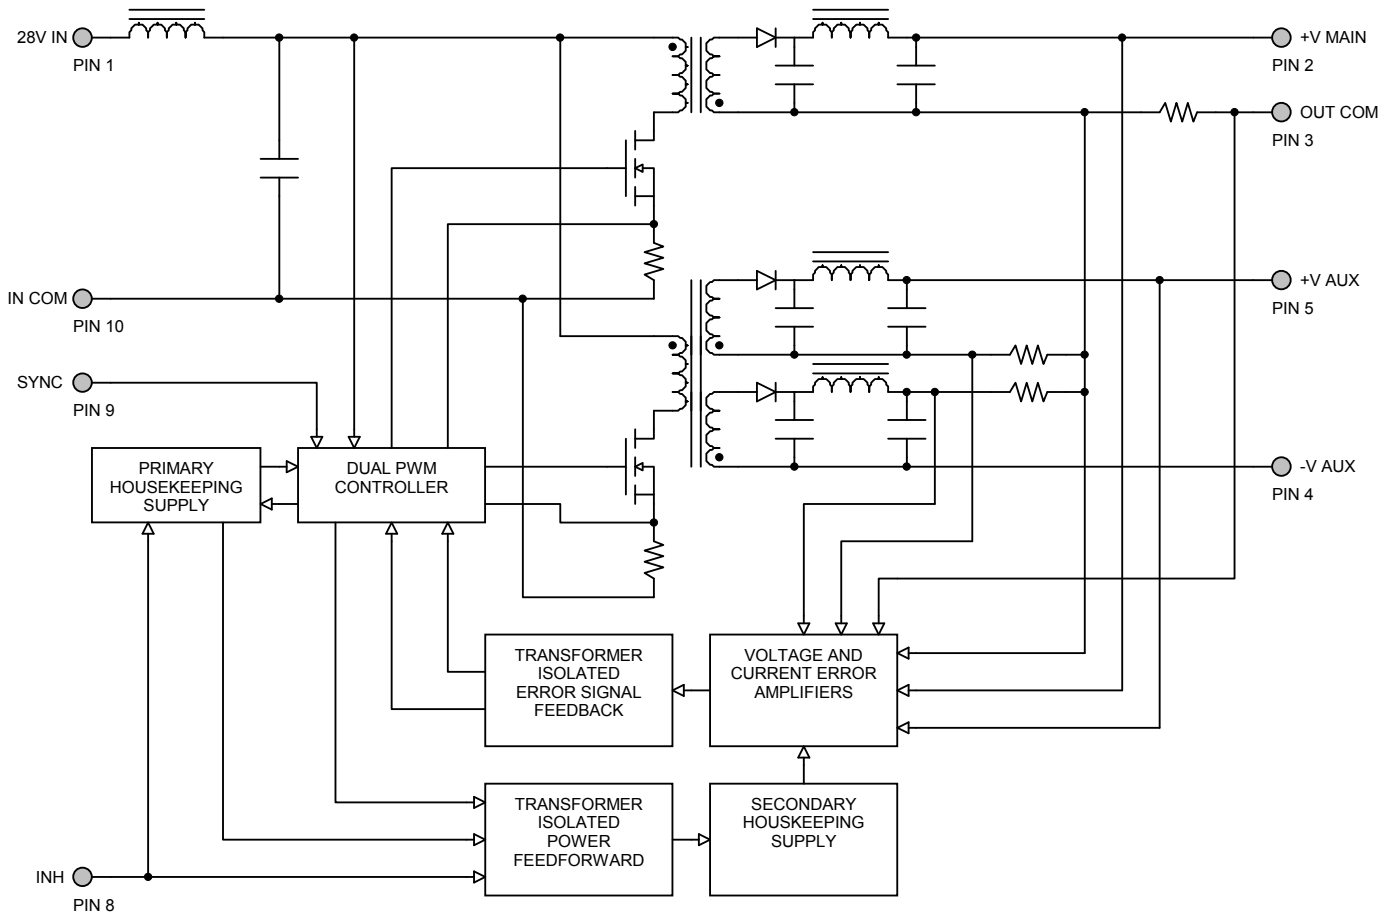 28V IN
PIN 1
+V MAIN
PIN 2
OUT COM
PIN 3
IN COM
PIN 10
+V AUX
PIN 5
SYNC
PIN 9
-V AUX
PIN 4
PRIMARY
HOUSEKEEPING
SUPPLY
DUAL PWM
CONTROLLER
TRANSFORMER
ISOLATED
ERROR SIGNAL
FEEDBACK
VOLTAGE AND
CURRENT ERROR
AMPLIFIERS
TRANSFORMER
ISOLATED
POWER
FEEDFORWARD
SECONDARY
HOUSKEEPING
SUPPLY
INH
PIN 8